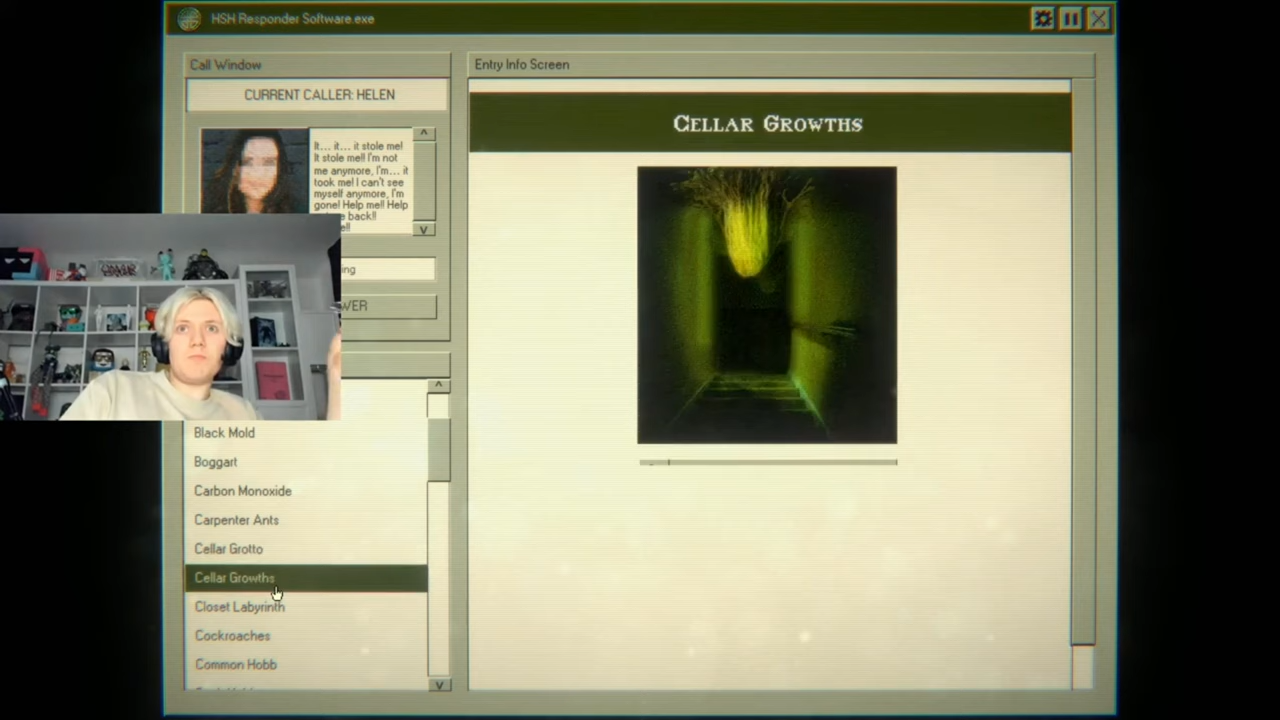 HSH Responder Software.exe
Call Window
CURRENT CALLER: HELEN
It... it... it stole me!
It stole me!! I'm not
me anymore, I'm... it
took me! I can't see
myself anymore, I'm
gone! Help me!! Help
e back!!
Black Mold
Boggart
Carbon Monoxide
Carpenter Ants
Cellar Grotto
Cellar Growths
Closet Labyrinth
Cockroaches
Common Hobb
Entry Info Screen
Cellar Growths